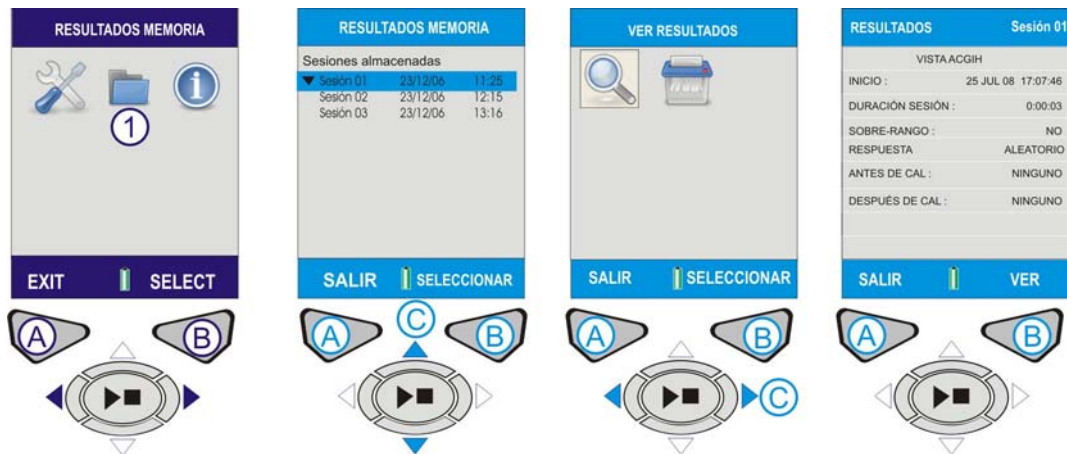 RESULTADOS MEMORIA
1
EXIT SELECT
A B
RESULTADOS MEMORIA
Sesiones almacenadas
Sesión 01 23/12/06 11:25
Sesión 02 23/12/06 12:15
Sesión 03 23/12/06 13:16
SALIR SELECCIONAR
A C B
VER RESULTADOS
SALIR SELECCIONAR
A B
C
RESULTADOS Sesión 01
VISTA ACGIH
INICIO : 25 JUL 08 17:07:46
DURACIÓN SESIÓN : 0:00:03
SOBRE-RANGO : NO
RESPUESTA ALEATORIO
ANTES DE CAL : NINGUNO
DESPUÉS DE CAL : NINGUNO
SALIR VER
A B